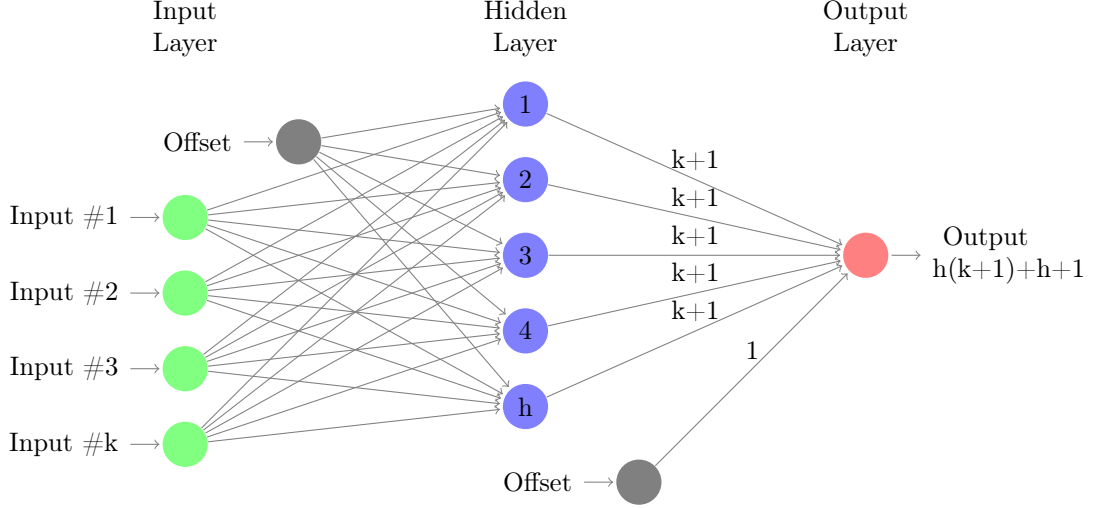 Input
Layer
Hidden
Layer
Output
Layer
Offset
Input #1
Input #2
Input #3
Input #k
1
2
3
4
h
k+1
k+1
k+1
k+1
k+1
1
Offset
Output
h(k+1)+h+1